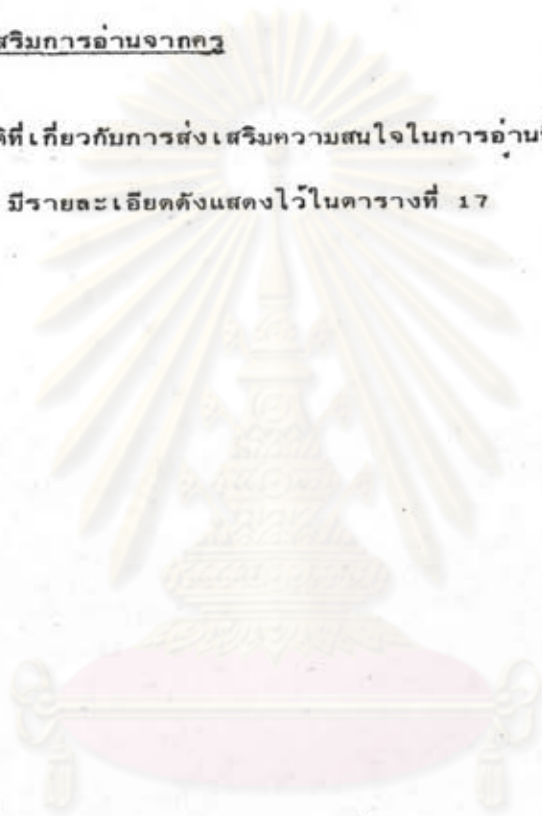 สริมการอ่านจากครู
ติที่เกี่ยวกับการส่งเสริมความสนใจในการอ่าน
มีรายละเอียดดังแสดงไว้ในตารางที่ 17